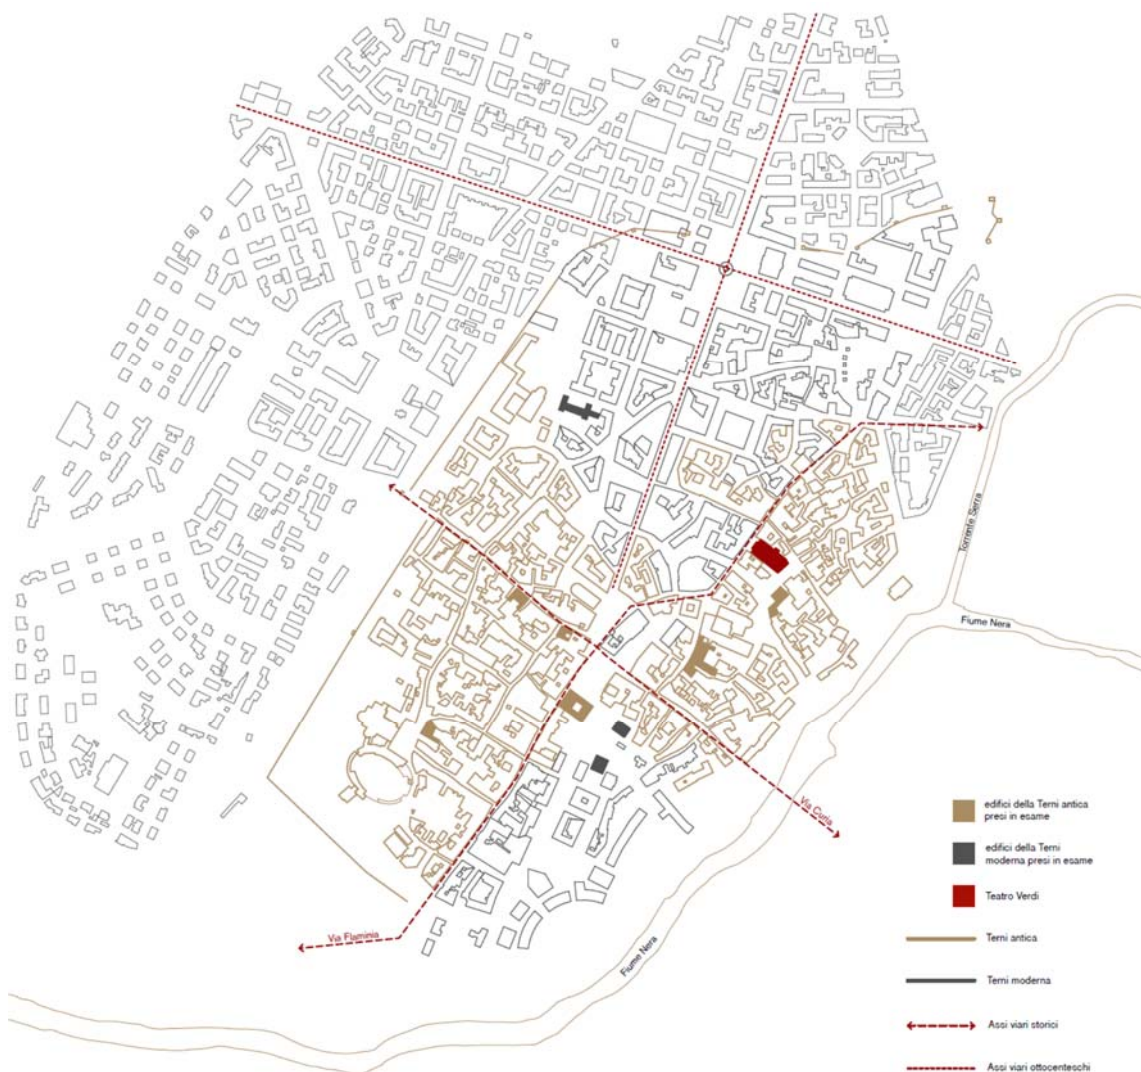 Torrente Serra
Fiume Nera
Via Curia
Via Flaminia
Fiume Nera
edifici della Terni antica
presi in esame
edifici della Terni
moderna presi in esame
Teatro Verdi
Terni antica
Terni moderna
Assi viari storici
Assi viari ottocenteschi